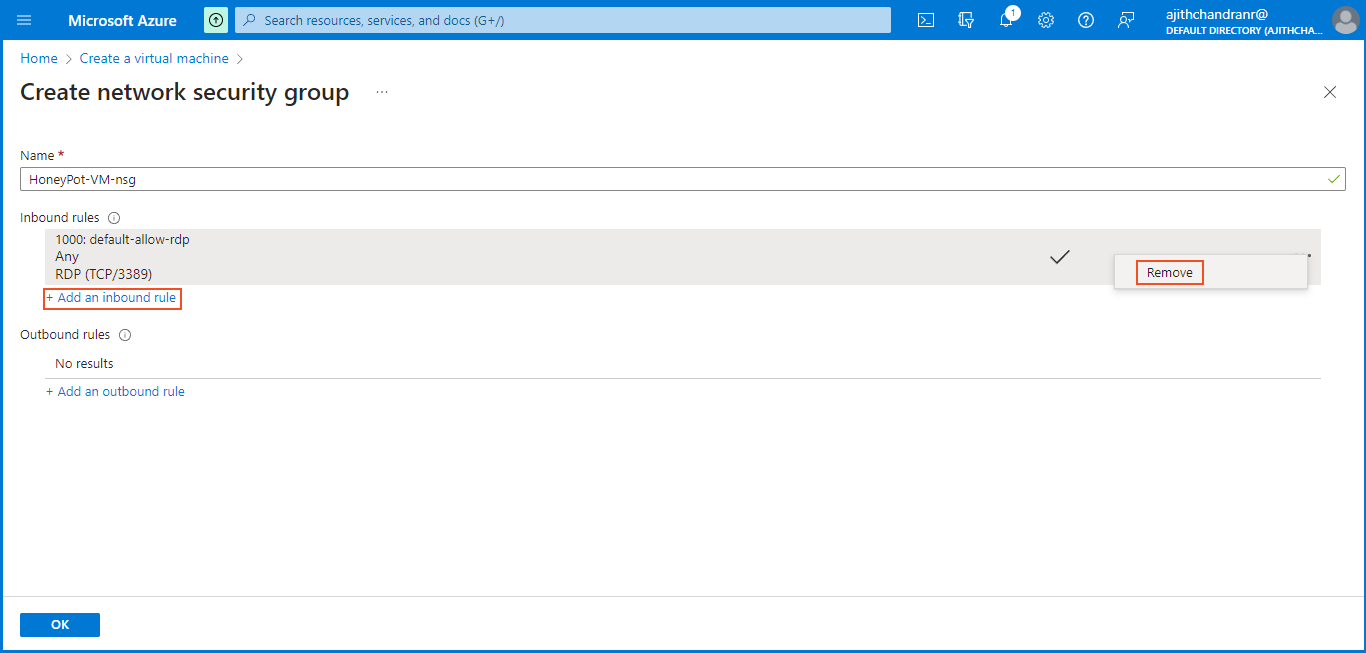 Microsoft Azure
Search resources, services, and docs (G+/)
1
ajithchandranr@
DEFAULT DIRECTORY (AJITHCHA...
Home > Create a virtual machine >
Create network security group ...
Name *
HoneyPot-VM-nsg
Inbound rules
1000: default-allow-rdp
Any
RDP (TCP/3389)
Remove
+ Add an inbound rule
Outbound rules
No results
+ Add an outbound rule
OK